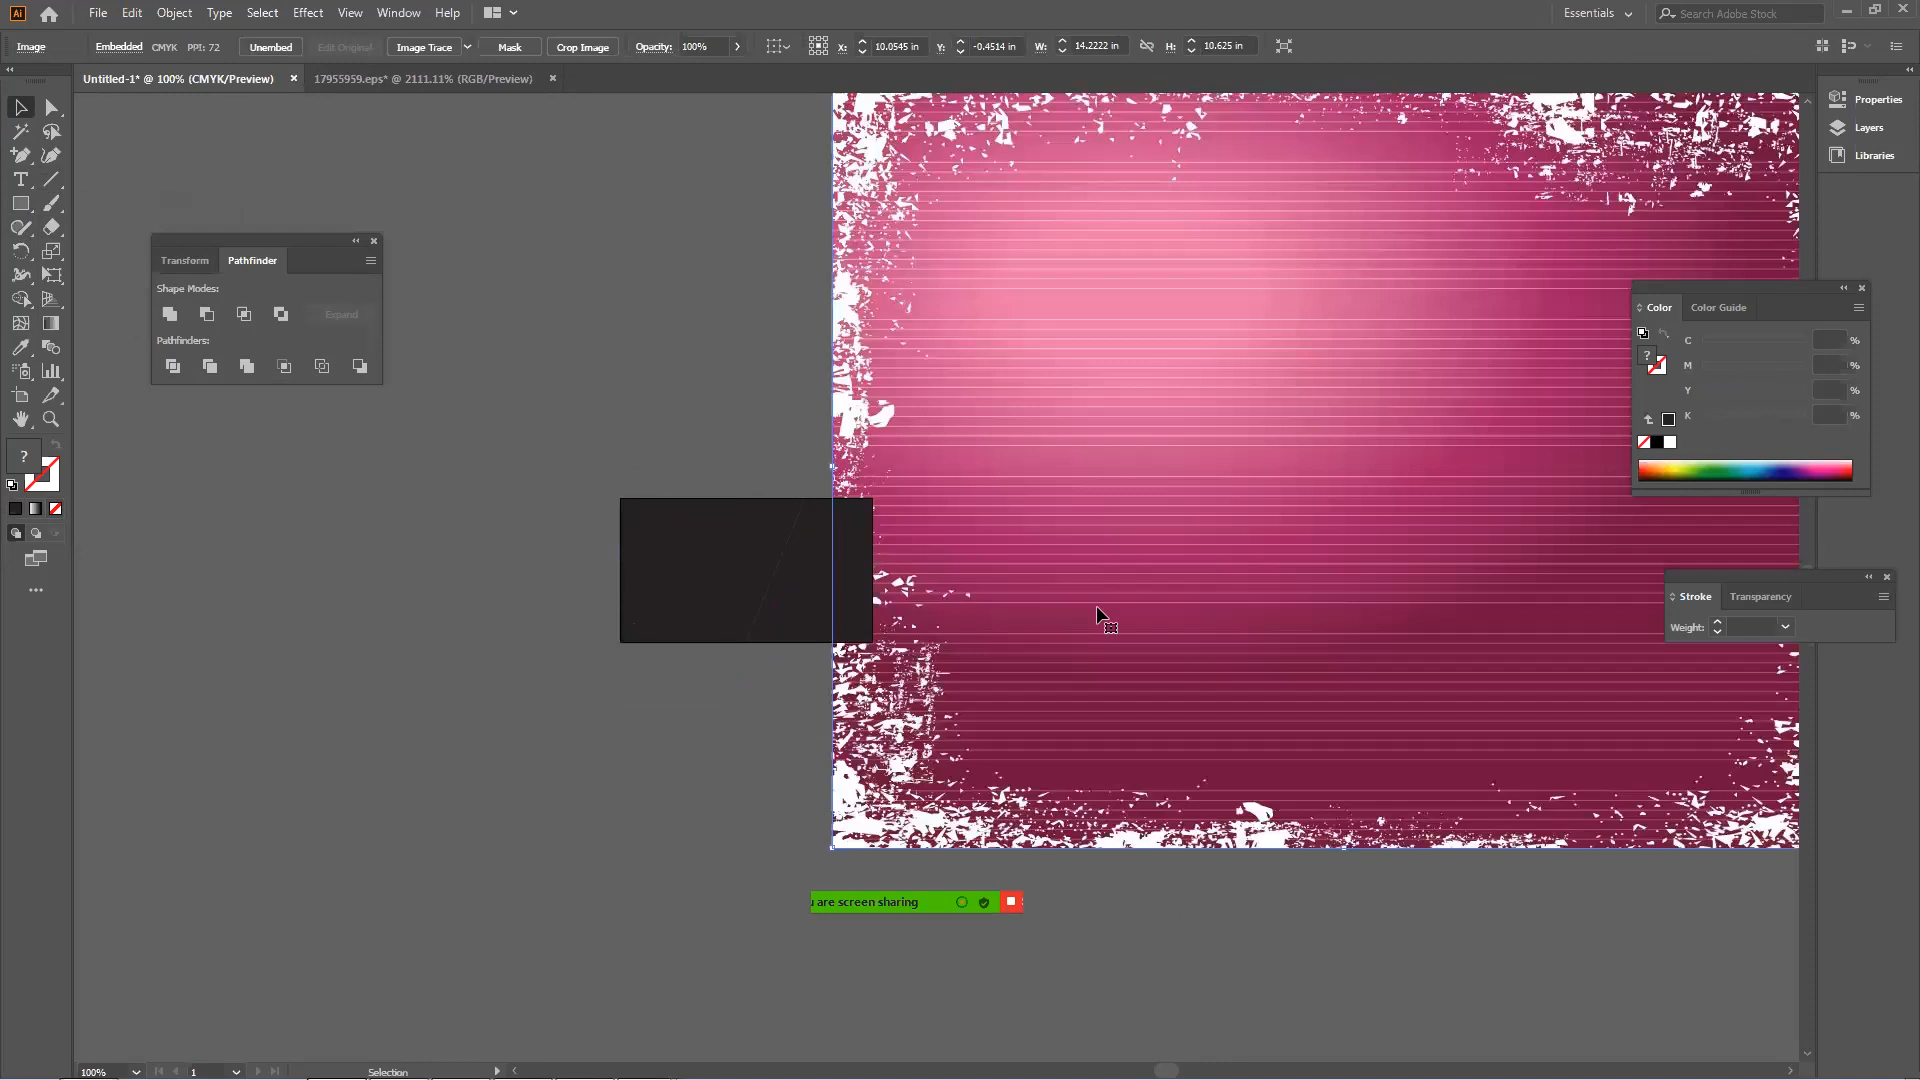 Ai File Edit Object Type Select Effect View Window Help Essentials Search Adobe Stock
Image Embedded CMYK PPI: 72 Unembed Edit Original Image Trace Mask Crop Image Opacity: 100% X: 10.0545 in Y: -0.4514 in W: 14.2222 in H: 10.625 in
Untitled-1* @ 100% (CMYK/Preview) 17955959.eps* @ 2111.11% (RGB/Preview)
Properties
Layers
Libraries
Transform Pathfinder
Shape Modes:
Expand
Pathfinders:
Color Color Guide
C %
M %
Y %
K %
?
?
Stroke Transparency
Weight:
are screen sharing
100% 1 Selection